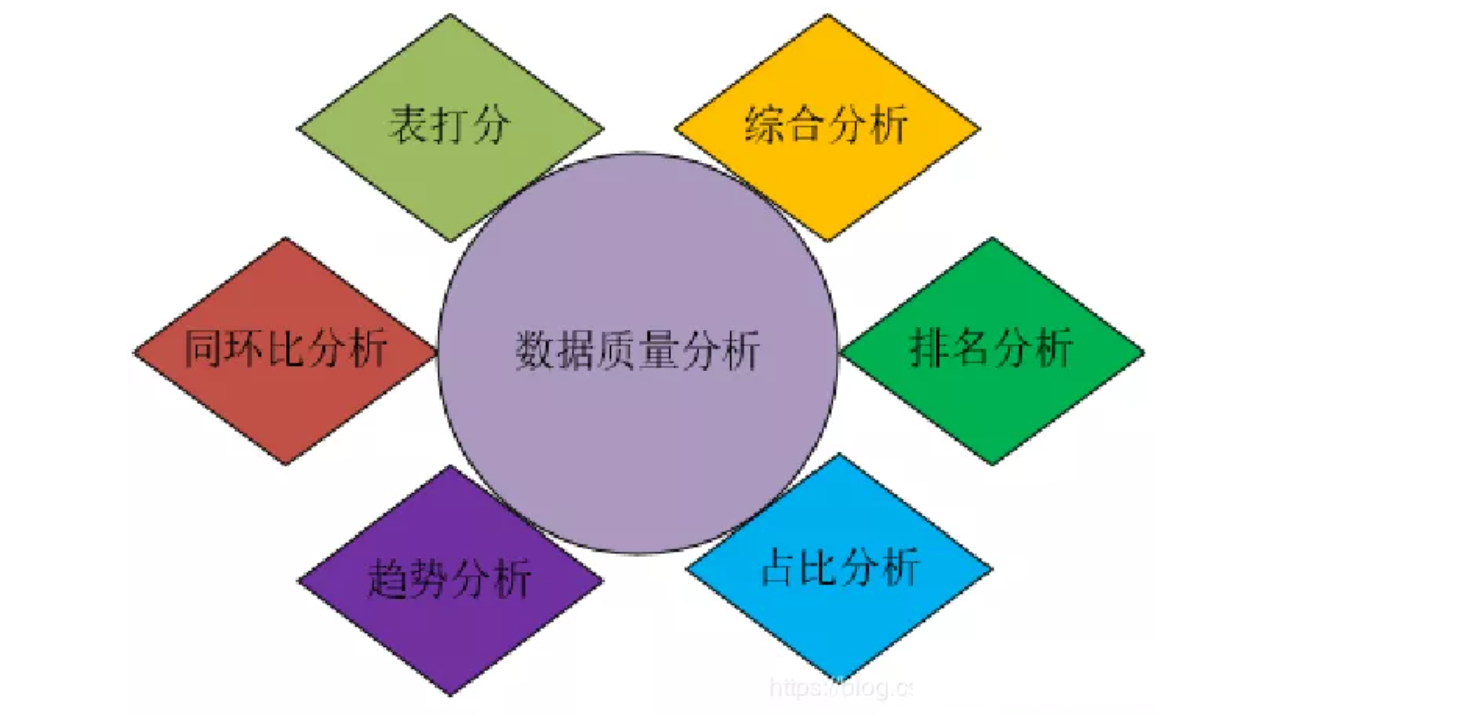 表打分
综合分析
同环比分析
数据质量分析
排名分析
趋势分析
占比分析
https://blog.cs